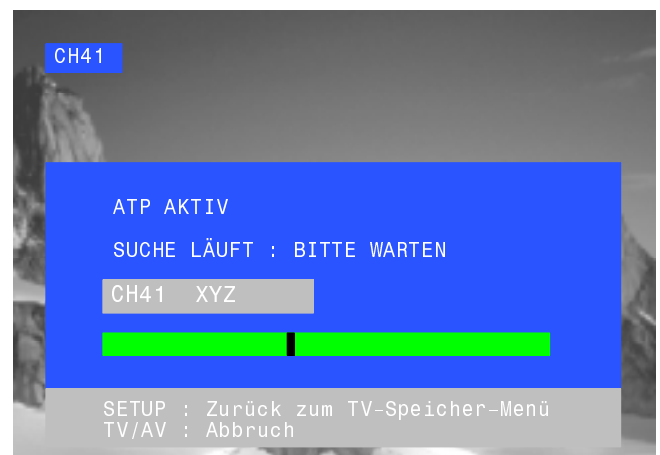 CH41
ATP AKTIV
SUCHE LÄUFT : BITTE WARTEN
CH41 XYZ
SETUP : Zurück zum TV-Speicher-Menü
TV/AV : Abbruch